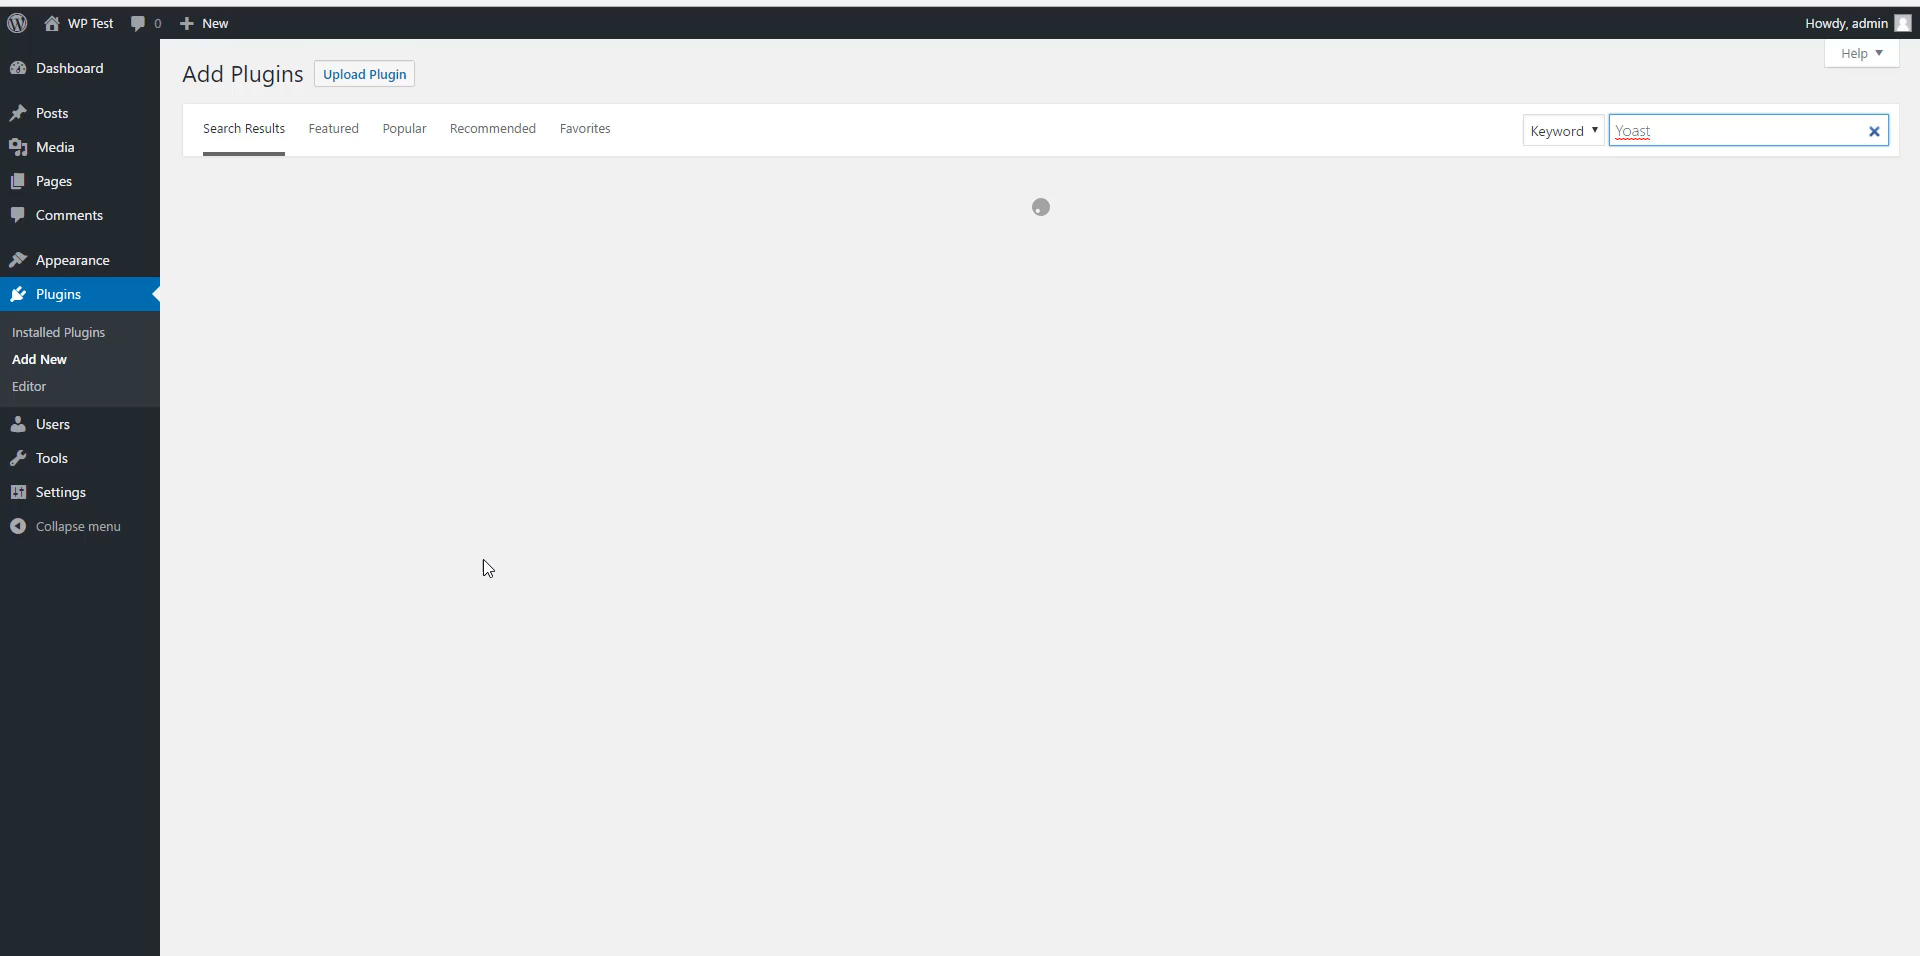 WP Test 0 New Howdy, admin
Help
Add Plugins Upload Plugin
Search Results Featured Popular Recommended Favorites Keyword Yoast
Dashboard
Posts
Media
Pages
Comments
Appearance
Plugins
Installed Plugins
Add New
Editor
Users
Tools
Settings
Collapse menu